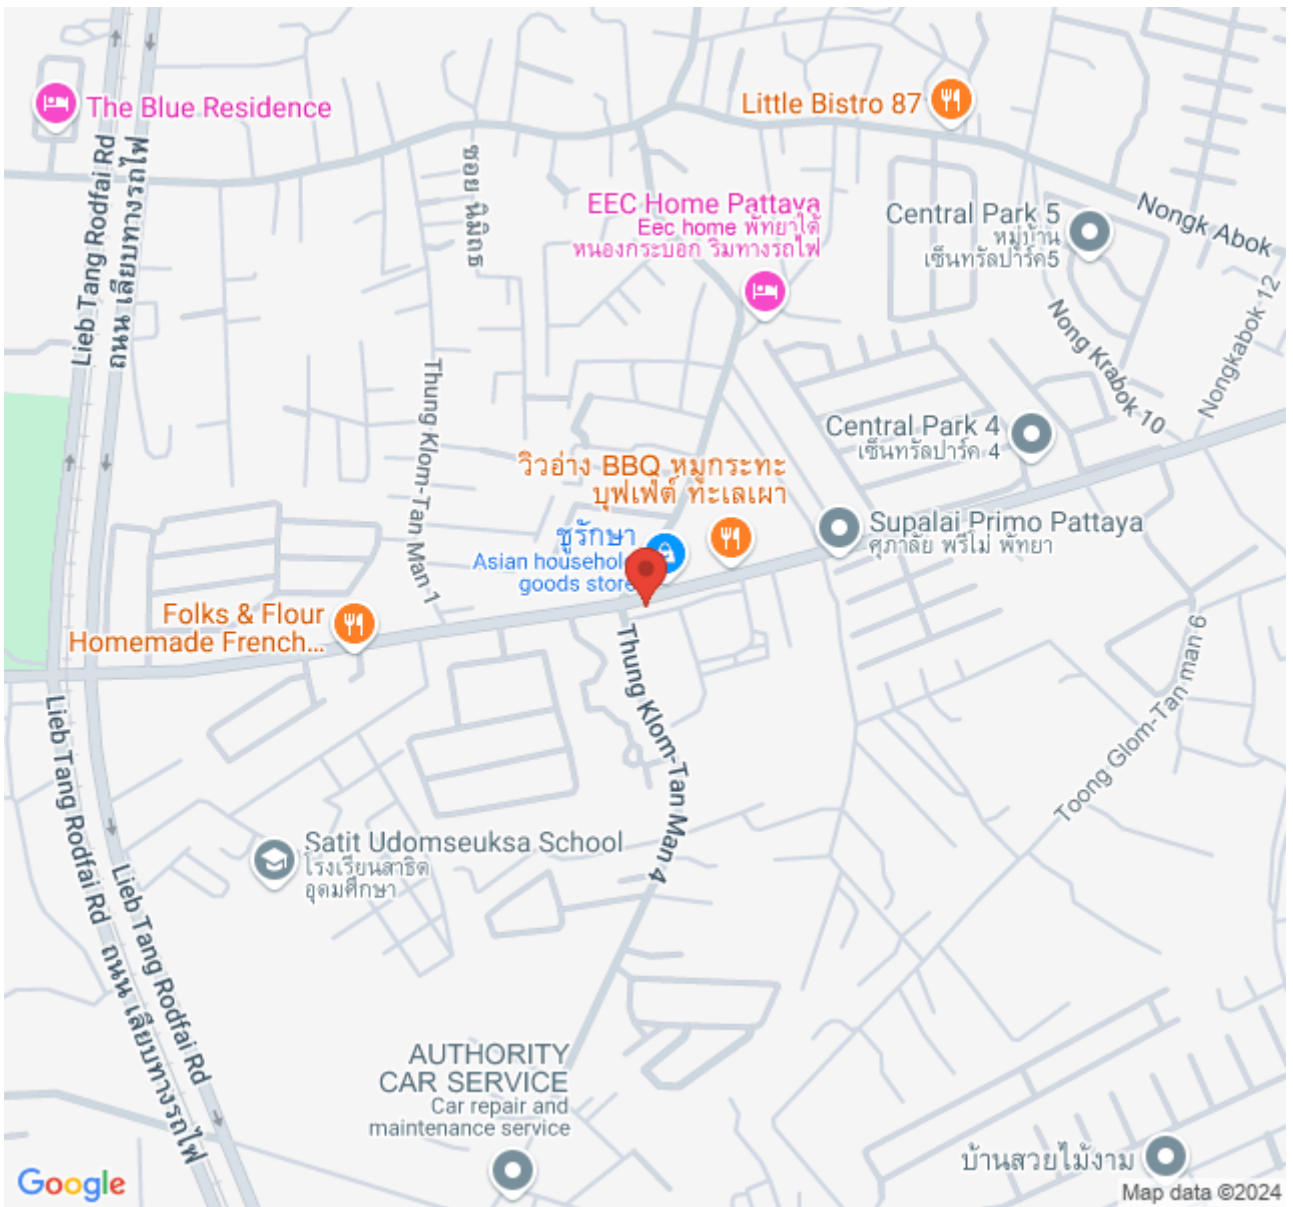 The Blue Residence
Little Bistro 87
Lieb Tang Rodfai Rd
ถนน เลียบทางรถไฟ
ซอย นิมิถธ
EEC Home Pattaya
Eec home พัทยาใต้
หนองกระบอก ริมทางรถไฟ
Central Park 5
หมู่บ้าน
เซ็นทรัลปาร์ค5
Nongk Abok
Nong Krabok 10
Nongkabok 12
Thung Klom-Tan Man 1
Central Park 4
เซ็นทรัลปาร์ค 4
วิวอ่าง BBQ หมูกระทะ
บุฟเฟ่ต์ ทะเลเผา
ชูรักษา
Asian household
goods store
Supalai Primo Pattaya
ศุภาลัย พรีโม่ พัทยา
Folks & Flour
Homemade French...
Thung Klom-Tan Man 4
Toong Glom-Tan man 6
Lieb Tang Rodfai Rd
ถนน เลียบทางรถไฟ
Lieb Tang Rodfai Rd
Satit Udomseuksa School
โรงเรียนสาธิต
อุดมศึกษา
AUTHORITY
CAR SERVICE
Car repair and
maintenance service
บ้านสวยไม้งาม
Google
Map data ©2024